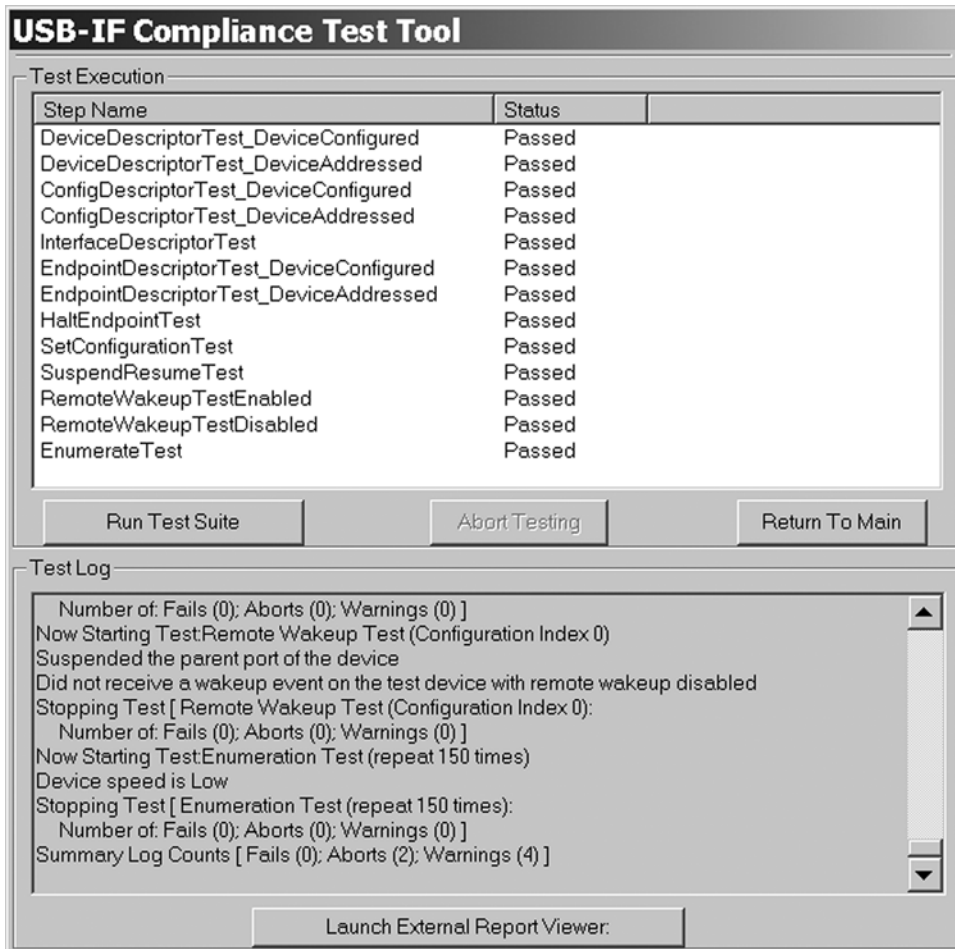 USB-IF Compliance Test Tool
Test Execution
Step Name Status
DeviceDescriptorTest_DeviceConfigured Passed
DeviceDescriptorTest_DeviceAddressed Passed
ConfigDescriptorTest_DeviceConfigured Passed
ConfigDescriptorTest_DeviceAddressed Passed
InterfaceDescriptorTest Passed
EndpointDescriptorTest_DeviceConfigured Passed
EndpointDescriptorTest_DeviceAddressed Passed
HaltEndpointTest Passed
SetConfigurationTest Passed
SuspendResumeTest Passed
RemoteWakeupTestEnabled Passed
RemoteWakeupTestDisabled Passed
EnumerateTest Passed
Run Test Suite Abort Testing Return To Main
Test Log
Number of: Fails (0); Aborts (0); Warnings (0) ]
Now Starting Test:Remote Wakeup Test (Configuration Index 0)
Suspended the parent port of the device
Did not receive a wakeup event on the test device with remote wakeup disabled
Stopping Test [ Remote Wakeup Test (Configuration Index 0):
Number of: Fails (0); Aborts (0); Warnings (0) ]
Now Starting Test:Enumeration Test (repeat 150 times)
Device speed is Low
Stopping Test [ Enumeration Test (repeat 150 times):
Number of: Fails (0); Aborts (0); Warnings (0) ]
Summary Log Counts [ Fails (0); Aborts (2); Warnings (4) ]
Launch External Report Viewer: